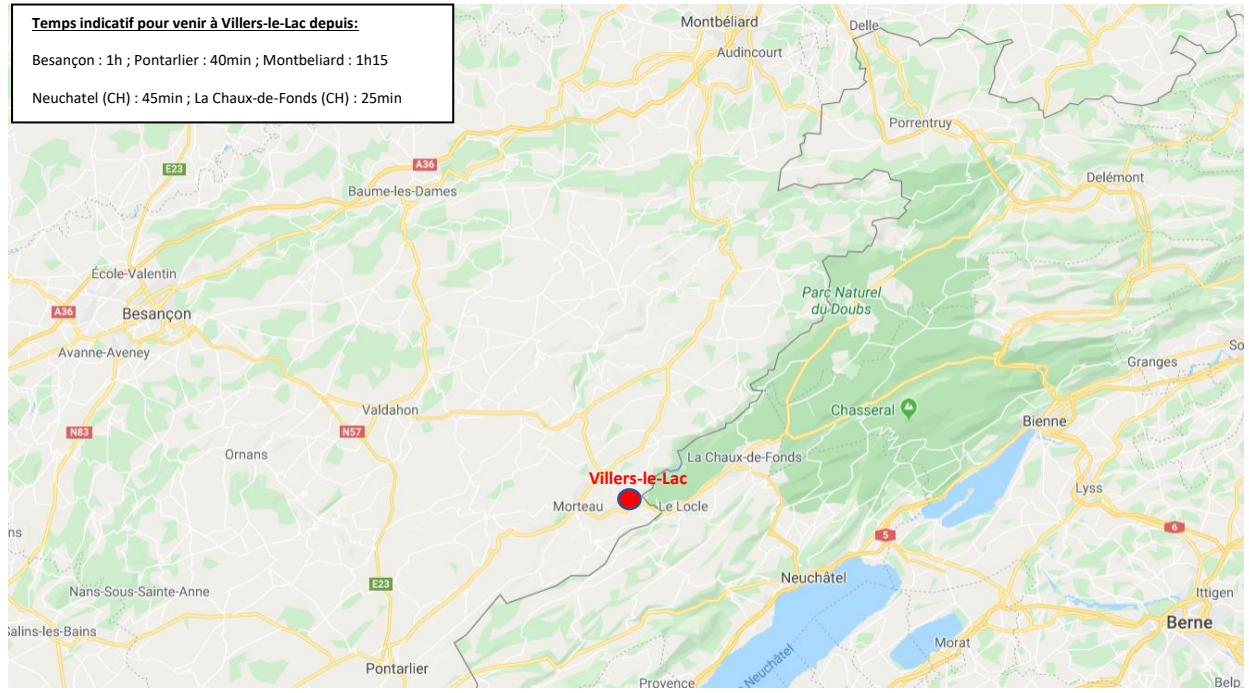 Temps indicatif pour venir à Villers-le-Lac depuis:
Besançon : 1h ; Pontarlier : 40min ; Montbeliard : 1h15
Neuchatel (CH) : 45min ; La Chaux-de-Fonds (CH) : 25min
Montbéliard
Delle
Audincourt
Porrentruy
E23
A36
Delémont
Baume-les-Dames
École-Valentin
Parc Naturel
du Doubs
A36
Besançon
Avanne-Aveney
So
Granges
Valdahon
Chasseral
Bienne
N83
N57
Ornans
La Chaux-de-Fonds
Villers-le-Lac
Lyss
Morteau
Le Locle
ns
5
6
Neuchâtel
E23
Nans-Sous-Sainte-Anne
Ittigen
Berne
Salins-les-Bains
Morat
Pontarlier
Neuchâtel
Provence
Belp